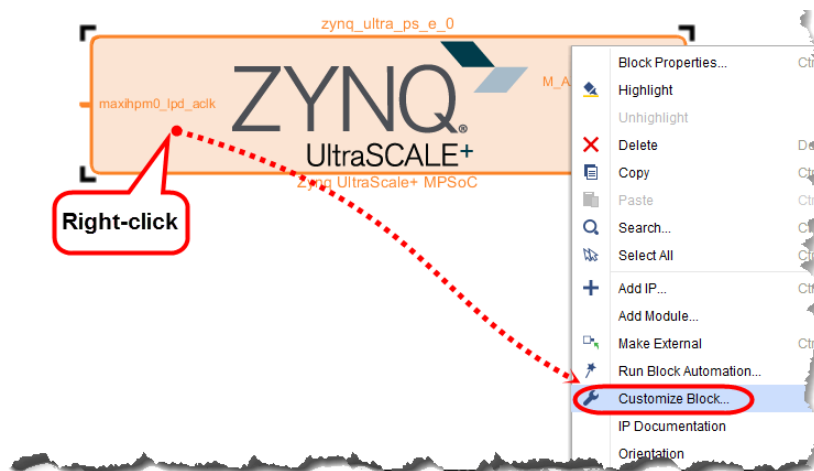 zynq_ultra_ps_e_0
maxihpm0_lpd_aclk
M_A
ZYNQ®
UltraSCALE+
Zynq UltraScale+ MPSoC
Right-click
Block Properties...
Highlight
Unhighlight
Delete
Copy
Paste
Search...
Select All
Add IP...
Add Module...
Make External
Run Block Automation...
Customize Block...
IP Documentation
Orientation